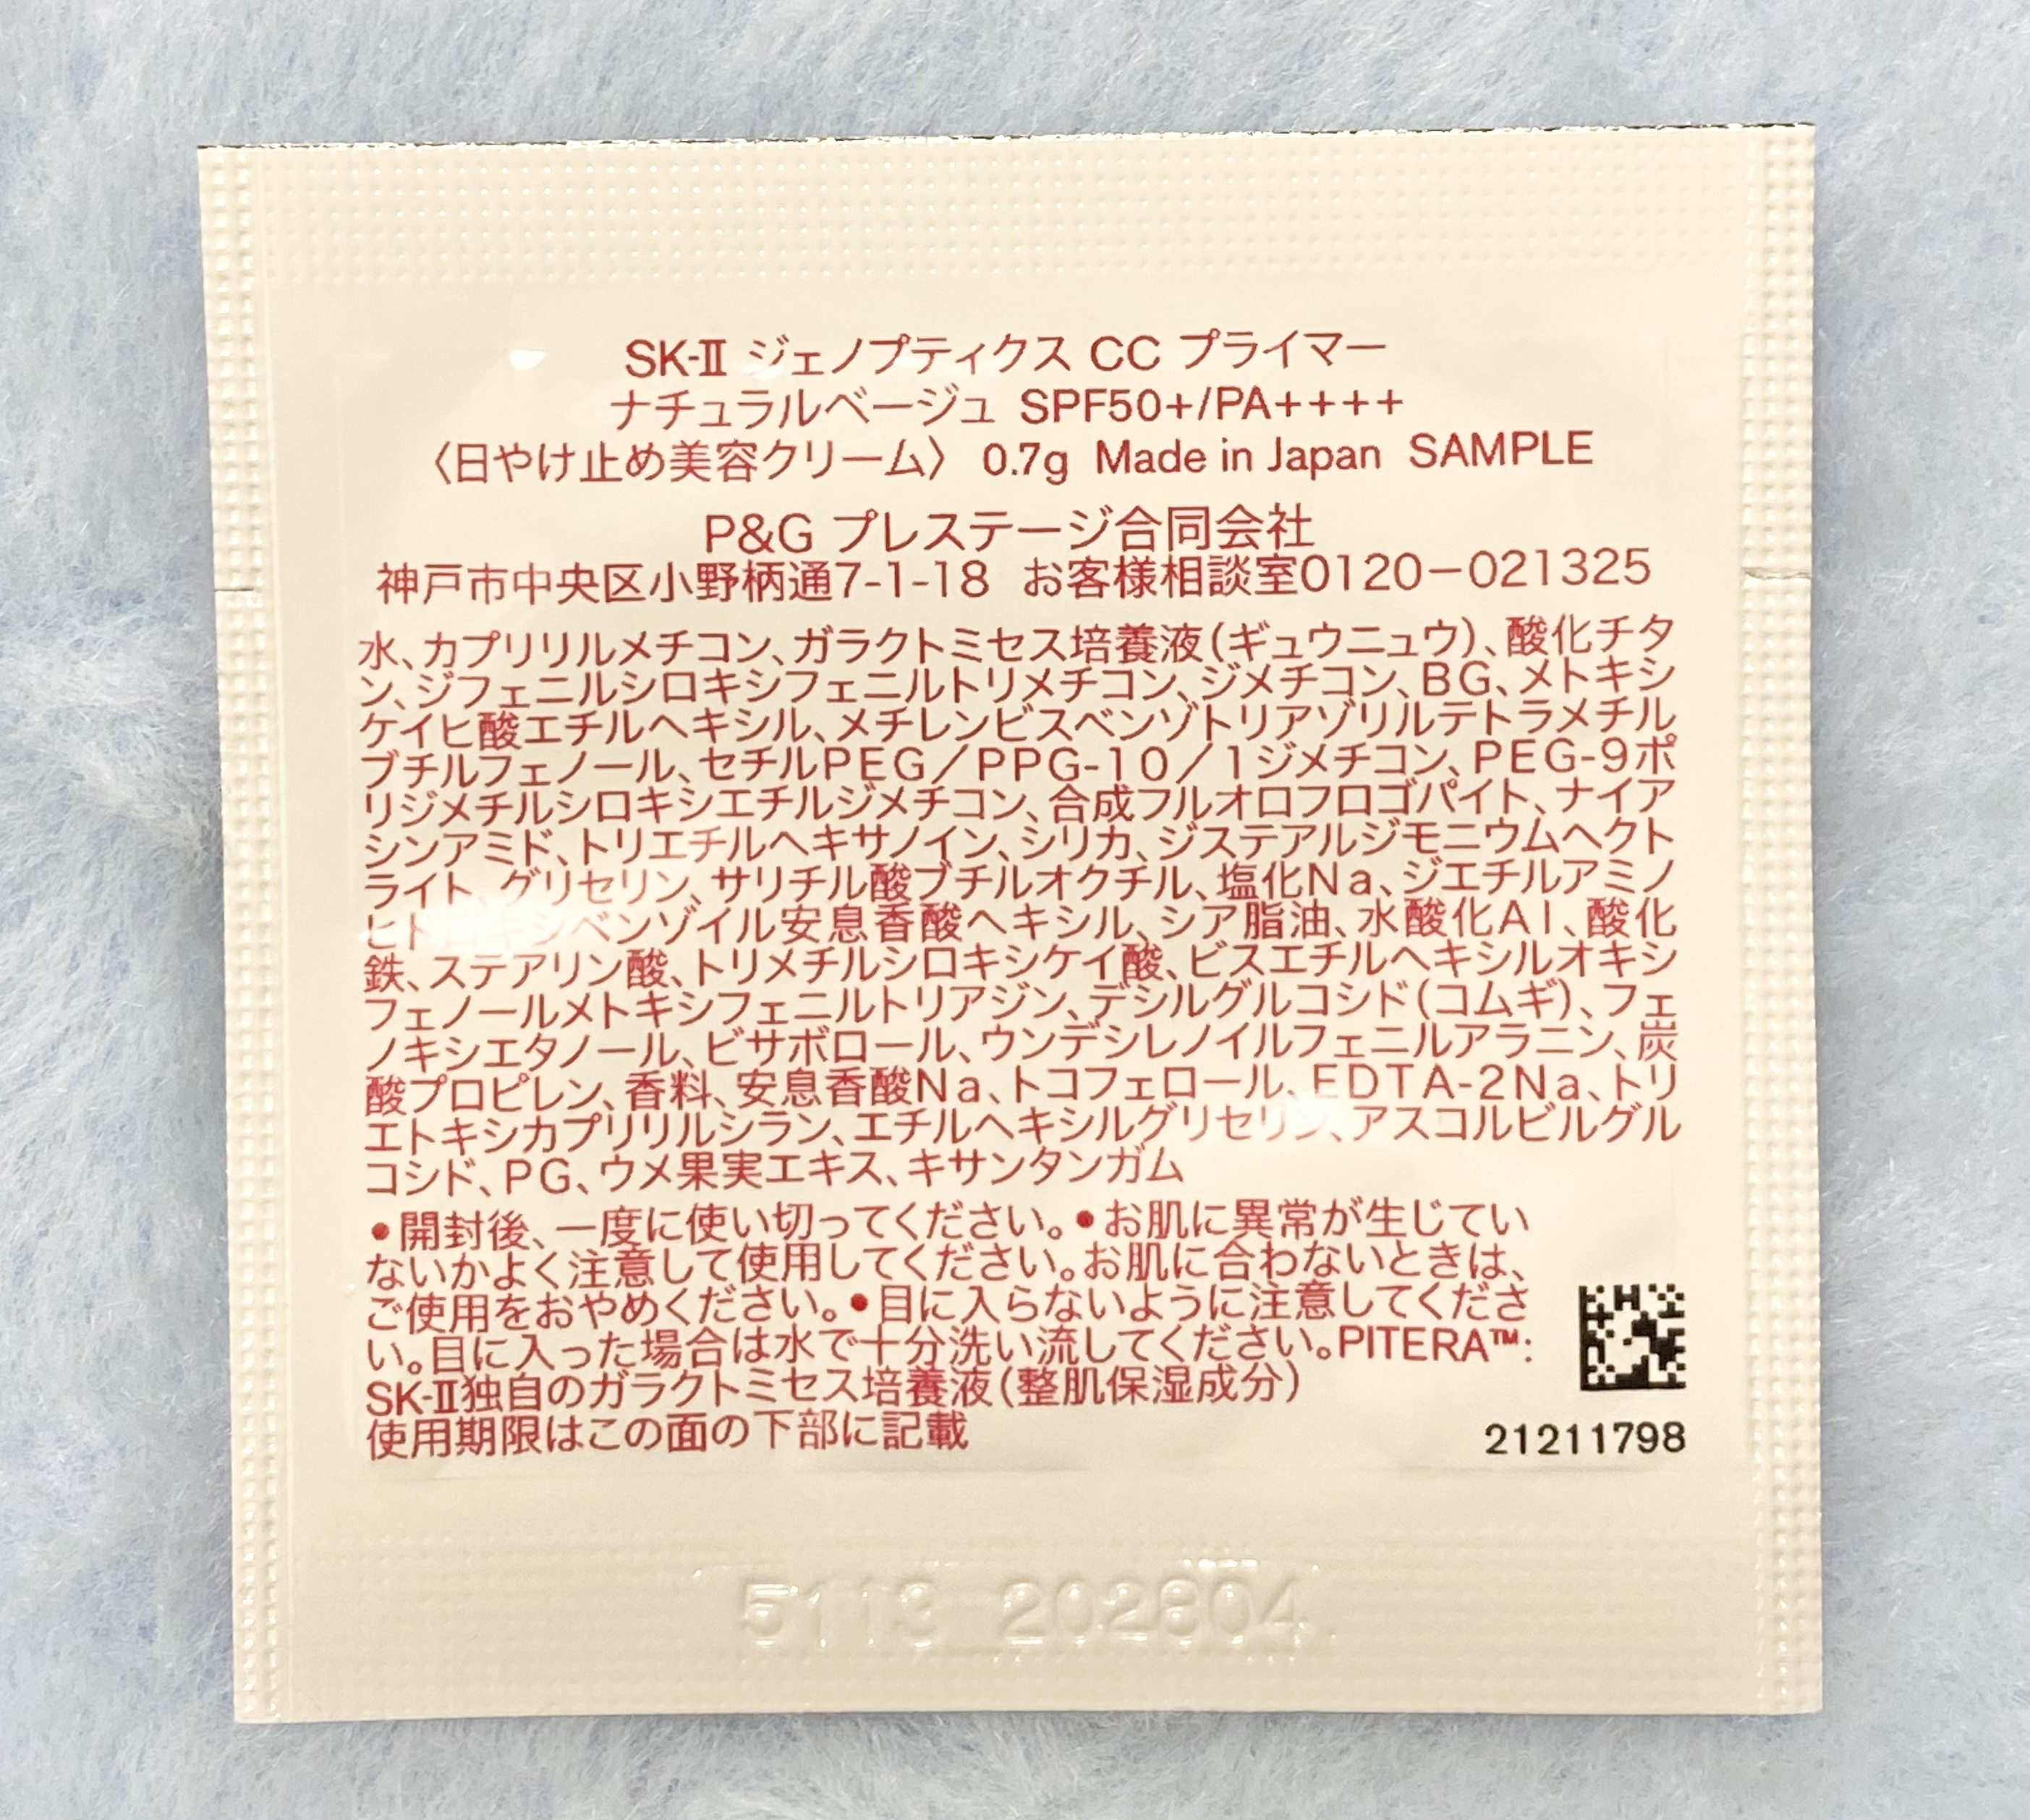 SK-Ⅱ ジェノプティクス CC プライマー
ナチュラルベージュ SPF50+/PA++++
〈日やけ止め美容クリーム〉 0.7g Made in Japan SAMPLE
P&G プレステージ合同会社
神戸市中央区小野柄通7-1-18 お客様相談室0120−021325
水、カプリリルメチコン、ガラクトミセス培養液(ギュウニュウ)、酸化チタ
ン、ジフェニルシロキシフェニルトリメチコン、ジメチコン、BG、メトキシ
ケイヒ酸エチルヘキシル、メチレンビスベンゾトリアゾリルテトラメチル
ブチルフェノール、セチルPEG/PPG-10/1ジメチコン、PEG-9ポ
リジメチルシロキシエチルジメチコン、合成フルオロフロゴパイト、ナイア
シンアミド、トリエチルヘキサノイン、シリカ、ジステアルジモニウムヘクト
ライト、グリセリン、サリチル酸ブチルオクチル、塩化Na、ジエチルアミノ
ヒドロキシベンゾイル安息香酸ヘキシル、シア脂油、水酸化Al、酸化
鉄、ステアリン酸、トリメチルシロキシケイ酸、ビスエチルヘキシルオキシ
フェノールメトキシフェニルトリアジン、デシルグルコシド(コムギ)、フェ
ノキシエタノール、ビサボロール、ウンデシレノイルフェニルアラニン、炭
酸プロピレン、香料、安息香酸Na、トコフェロール、EDTA-2Na、トリ
エトキシカプリリルシラン、エチルヘキシルグリセリン、アスコルビルグル
コシド、PG、ウメ果実エキス、キサンタンガム
●開封後、一度に使い切ってください。●お肌に異常が生じてい
ないかよく注意して使用してください。お肌に合わないときは、
ご使用をおやめください。●目に入らないように注意してくださ
い。目に入った場合は水で十分洗い流してください。PITERA™:
SK-Ⅱ独自のガラクトミセス培養液(整肌保湿成分)
使用期限はこの面の下部に記載
21211798
5113 202804